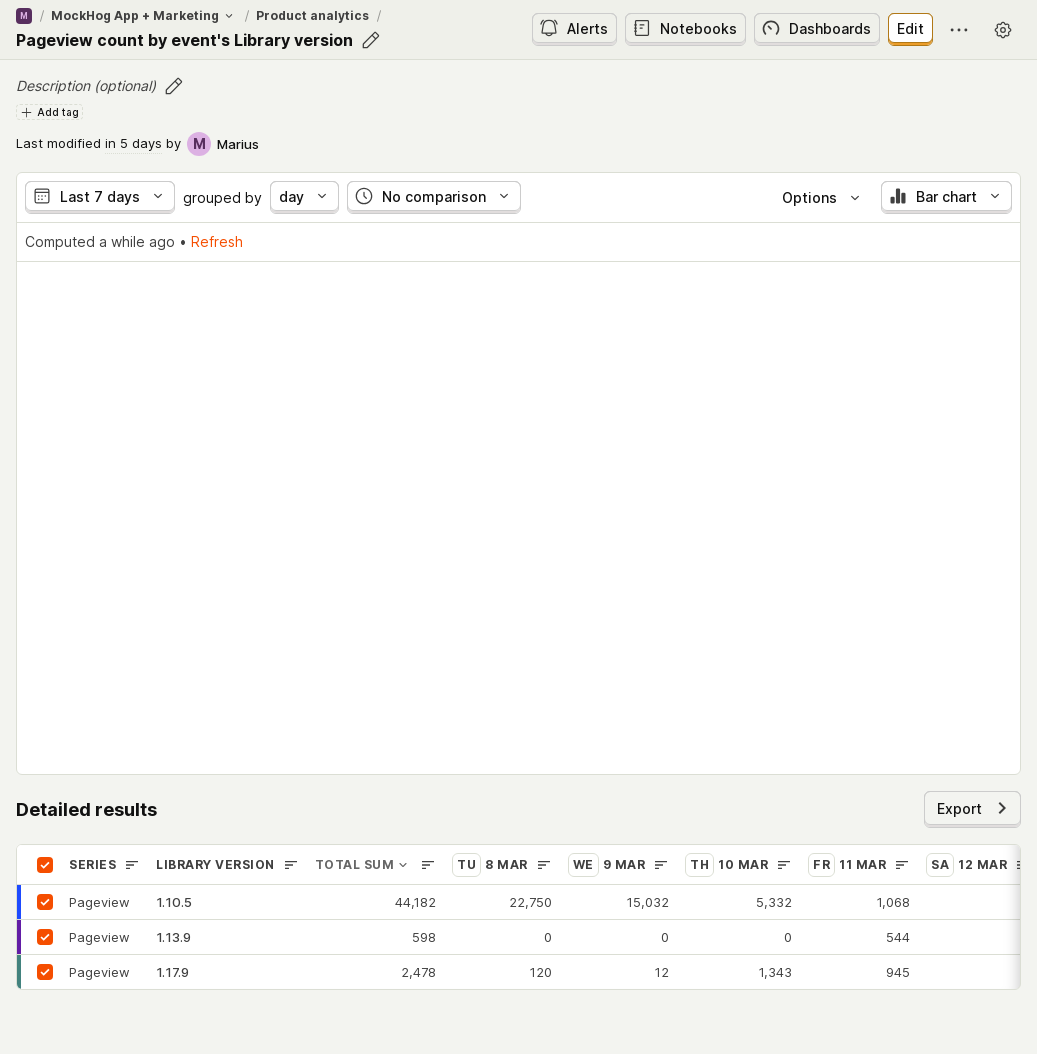 M / MockHog App + Marketing / Product analytics /
Pageview count by event's Library version
Alerts Notebooks Dashboards Edit
Description (optional)
Add tag
Last modified in 5 days by M Marius
Last 7 days grouped by day No comparison Options Bar chart
Computed a while ago • Refresh
Detailed results
Export
SERIES LIBRARY VERSION TOTAL SUM TU 8 MAR WE 9 MAR TH 10 MAR FR 11 MAR SA 12 MAR
Pageview 1.10.5 44,182 22,750 15,032 5,332 1,068
Pageview 1.13.9 598 0 0 0 544
Pageview 1.17.9 2,478 120 12 1,343 945